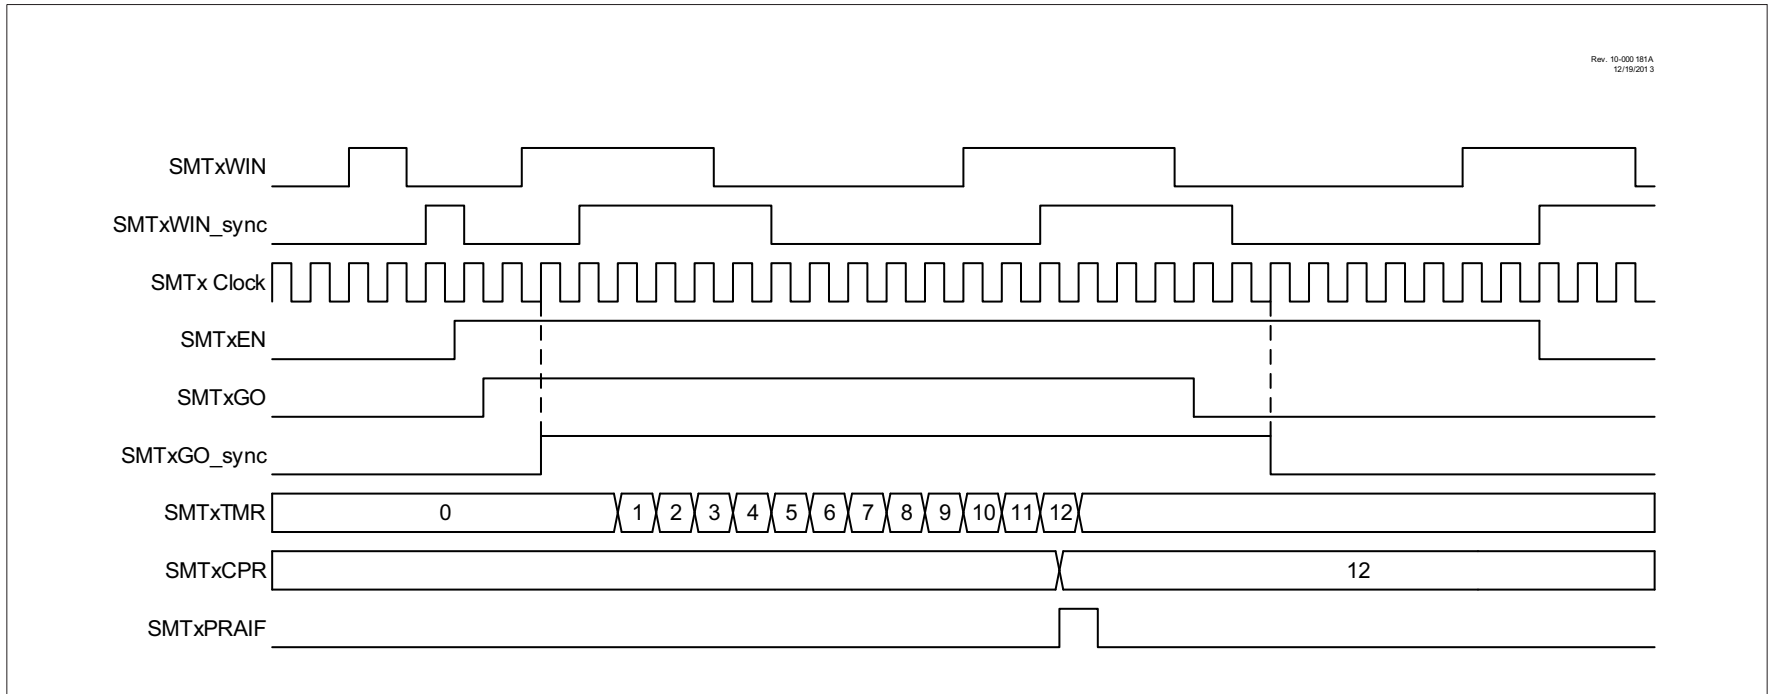 Rev. 10-000 181A
12/19/201 3
SMTxWIN
SMTxWIN_sync
SMTx Clock
SMTxEN
SMTxGO
SMTxGO_sync
SMTxTMR 0 1 2 3 4 5 6 7 8 9 10 11 12
SMTxCPR 12
SMTxPRAIF